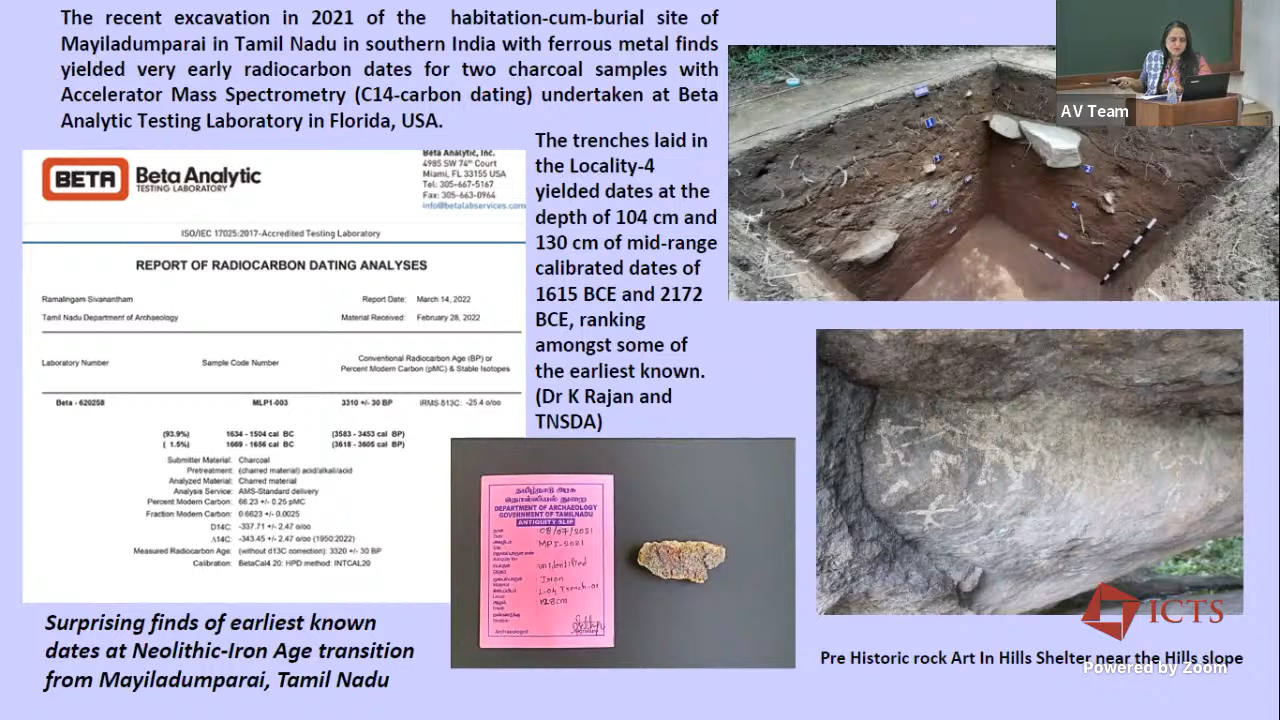 The recent excavation in 2021 of the habitation-cum-burial site of
Mayiladumparai in Tamil Nadu in southern India with ferrous metal finds
yielded very early radiocarbon dates for two charcoal samples with
Accelerator Mass Spectrometry (C14-carbon dating) undertaken at Beta
Analytic Testing Laboratory in Florida, USA.
AV Team
The trenches laid in
the Locality-4
yielded dates at the
depth of 104 cm and
130 cm of mid-range
calibrated dates of
1615 BCE and 2172
BCE, ranking
amongst some of
the earliest known.
(Dr K Rajan and
TNSDA)
BETA
Beta Analytic
TESTING LABORATORY
Beta Analytic, Inc.
4985 SW 74th Court
Miami, FL 33155 USA
Tel: 305-667-5167
Fax: 305-663-0964
info@betalabservices.com
ISO/IEC 17025:2017-Accredited Testing Laboratory
REPORT OF RADIOCARBON DATING ANALYSES
Ramalingam Sivanantham
Report Date: March 14, 2022
Tamil Nadu Department of Archaeology
Material Received: February 28, 2022
Laboratory Number
Sample Code Number
Conventional Radiocarbon Age (BP) or
Percent Modern Carbon (pMC) & Stable Isotopes
Beta - 620258
MLP1-003
3310 +/- 30 BP
IRMS δ13C: -25.4 o/oo
(93.9%) 1634 - 1504 cal BC (3583 - 3453 cal BP)
( 1.5%) 1669 - 1656 cal BC (3618 - 3605 cal BP)
Submitter Material: Charcoal
Pretreatment: (charred material) acid/alkali/acid
Analyzed Material: Charred material
Analysis Service: AMS-Standard delivery
Percent Modern Carbon: 66.23 +/- 0.25 pMC
Fraction Modern Carbon: 0.6623 +/- 0.0025
D14C: -337.71 +/- 2.47 o/oo
Δ14C: -343.45 +/- 2.47 o/oo (1950:2022)
Measured Radiocarbon Age: (without d13C correction): 3320 +/- 30 BP
Calibration: BetaCal4.20: HPD method: INTCAL20
தமிழ்நாடு அரசு
தொல்லியல் துறை
DEPARTMENT OF ARCHAEOLOGY
GOVERNMENT OF TAMILNADU
ANTIQUITY SLIP
08/07/2021
MPI-2021
unidentified
Iron
128cm
Archaeologist
Surprising finds of earliest known
dates at Neolithic-Iron Age transition
from Mayiladumparai, Tamil Nadu
ICTS
Pre Historic rock Art In Hills Shelter near the Hills slope
Powered by Zoom